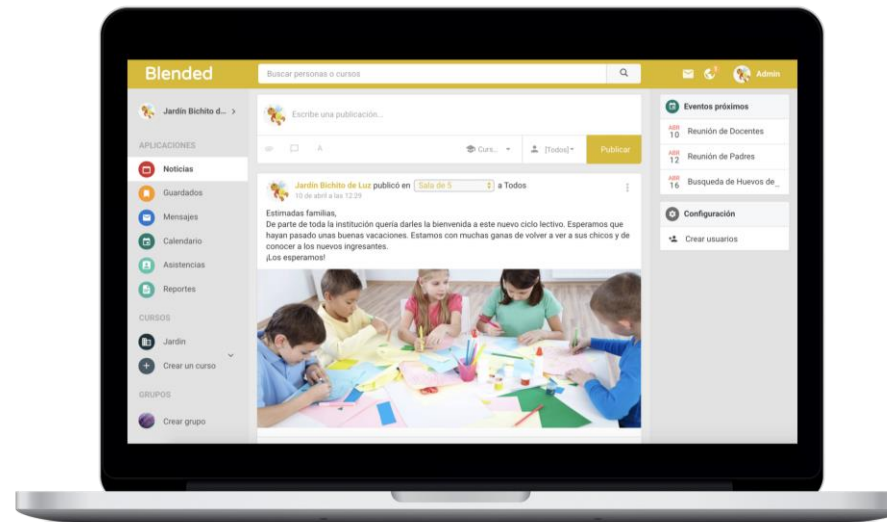 Blended
Buscar personas o cursos
Admin
Jardín Bichito d...
APLICACIONES
Noticias
Guardados
Mensajes
Calendario
Asistencias
Reportes
CURSOS
Jardin
Crear un curso
GRUPOS
Crear grupo
Escribe una publicación...
A
Curs...
[Todos]
Publicar
Jardín Bichito de Luz publicó en Sala de 5 a Todos
10 de abril a las 12:29
Estimadas familias,
De parte de toda la institución quería darles la bienvenida a este nuevo ciclo lectivo. Esperamos que
hayan pasado unas buenas vacaciones. Estamos con muchas ganas de volver a ver a sus chicos y de
conocer a los nuevos ingresantes.
¡Los esperamos!
Eventos próximos
ABR
10 Reunión de Docentes
ABR
12 Reunión de Padres
ABR
16 Busqueda de Huevos de...
Configuración
Crear usuarios